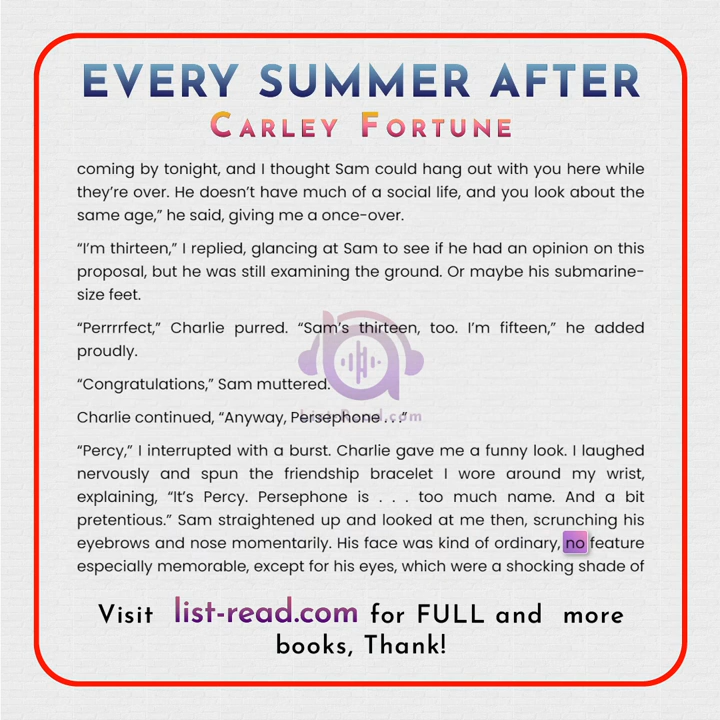 EVERY SUMMER AFTER
CARLEY FORTUNE
coming by tonight, and I thought Sam could hang out with you here while
they’re over. He doesn’t have much of a social life, and you look about the
same age,” he said, giving me a once-over.
“I’m thirteen,” I replied, glancing at Sam to see if he had an opinion on this
proposal, but he was still examining the ground. Or maybe his submarine-
size feet.
“Perrrrfect,” Charlie purred. “Sam’s thirteen, too. I’m fifteen,” he added
proudly.
“Congratulations,” Sam muttered.
Charlie continued, “Anyway, Persephone . . .”
List-Read.com
“Percy,” I interrupted with a burst. Charlie gave me a funny look. I laughed
nervously and spun the friendship bracelet I wore around my wrist,
explaining, “It’s Percy. Persephone is . . . too much name. And a bit
pretentious.” Sam straightened up and looked at me then, scrunching his
eyebrows and nose momentarily. His face was kind of ordinary, no feature
especially memorable, except for his eyes, which were a shocking shade of
Visit list-read.com for FULL and more
books, Thank!